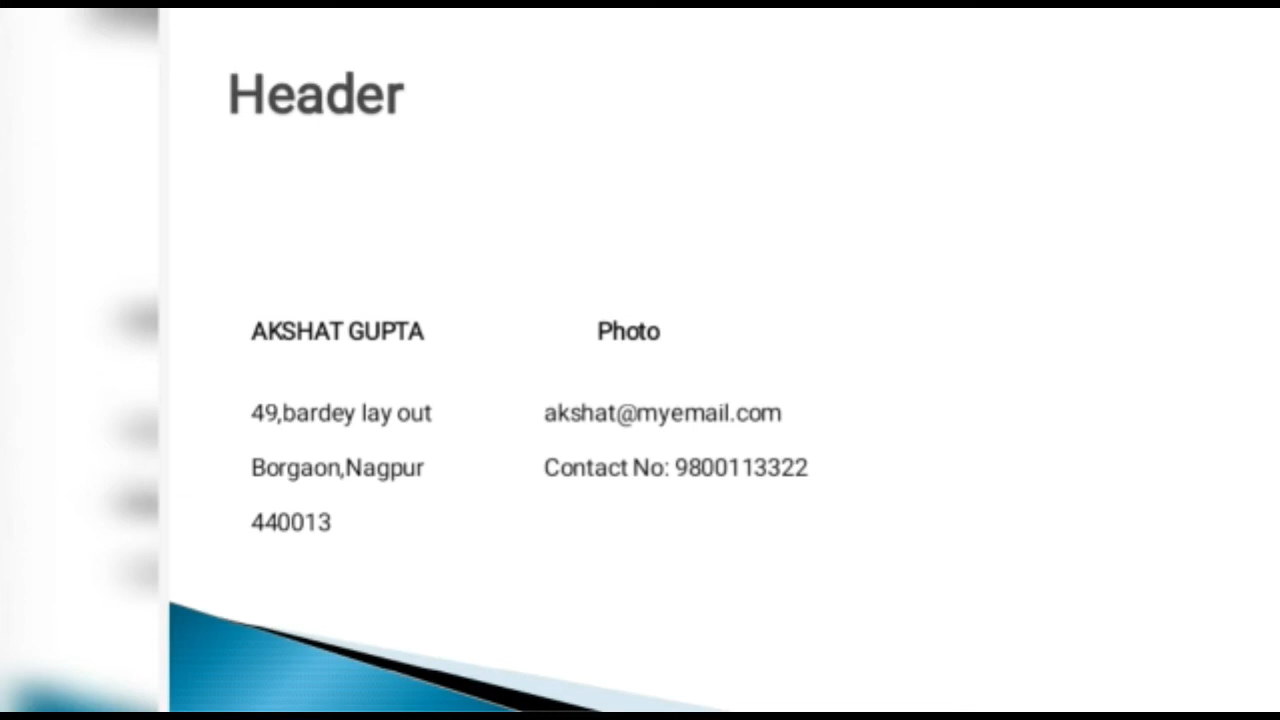 Header
AKSHAT GUPTA Photo
49,bardey lay out akshat@myemail.com
Borgaon,Nagpur Contact No: 9800113322
440013